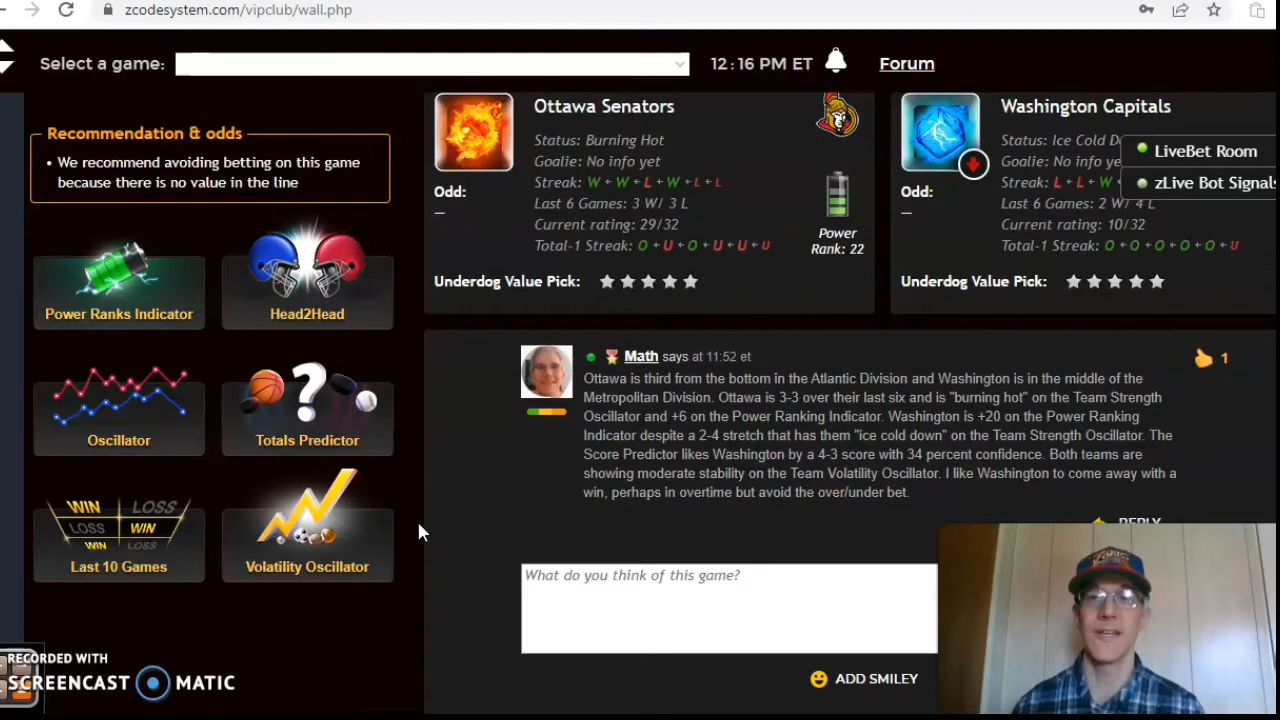 zcodesystem.com/vipclub/wall.php
Select a game:
12:16 PM ET
Forum
Recommendation & odds
• We recommend avoiding betting on this game
because there is no value in the line
Power Ranks Indicator
Head2Head
Oscillator
Totals Predictor
WIN LOSS
LOSS WIN
WIN LOSS
Last 10 Games
Volatility Oscillator
Ottawa Senators
Status: Burning Hot
Goalie: No info yet
Odd:
—
Streak: W + W + L + W + L + L
Last 6 Games: 3 W/ 3 L
Current rating: 29/32
Total-1 Streak: O + U + O + U + U + U
Power
Rank: 22
Underdog Value Pick:
Washington Capitals
Status: Ice Cold D
Goalie: No info ye
Odd:
—
Streak: L + L + W
Last 6 Games: 2 W/ 4 L
Current rating: 10/32
Total-1 Streak: O + O + O + O + O + U
Underdog Value Pick:
LiveBet Room
zLive Bot Signals
Math says at 11:52 et
1
Ottawa is third from the bottom in the Atlantic Division and Washington is in the middle of the
Metropolitan Division. Ottawa is 3-3 over their last six and is "burning hot" on the Team Strength
Oscillator and +6 on the Power Ranking Indicator. Washington is +20 on the Power Ranking
Indicator despite a 2-4 stretch that has them "ice cold down" on the Team Strength Oscillator. The
Score Predictor likes Washington by a 4-3 score with 34 percent confidence. Both teams are
showing moderate stability on the Team Volatility Oscillator. I like Washington to come away with a
win, perhaps in overtime but avoid the over/under bet.
REPLY
What do you think of this game?
ADD SMILEY
RECORDED WITH
SCREENCAST MATIC